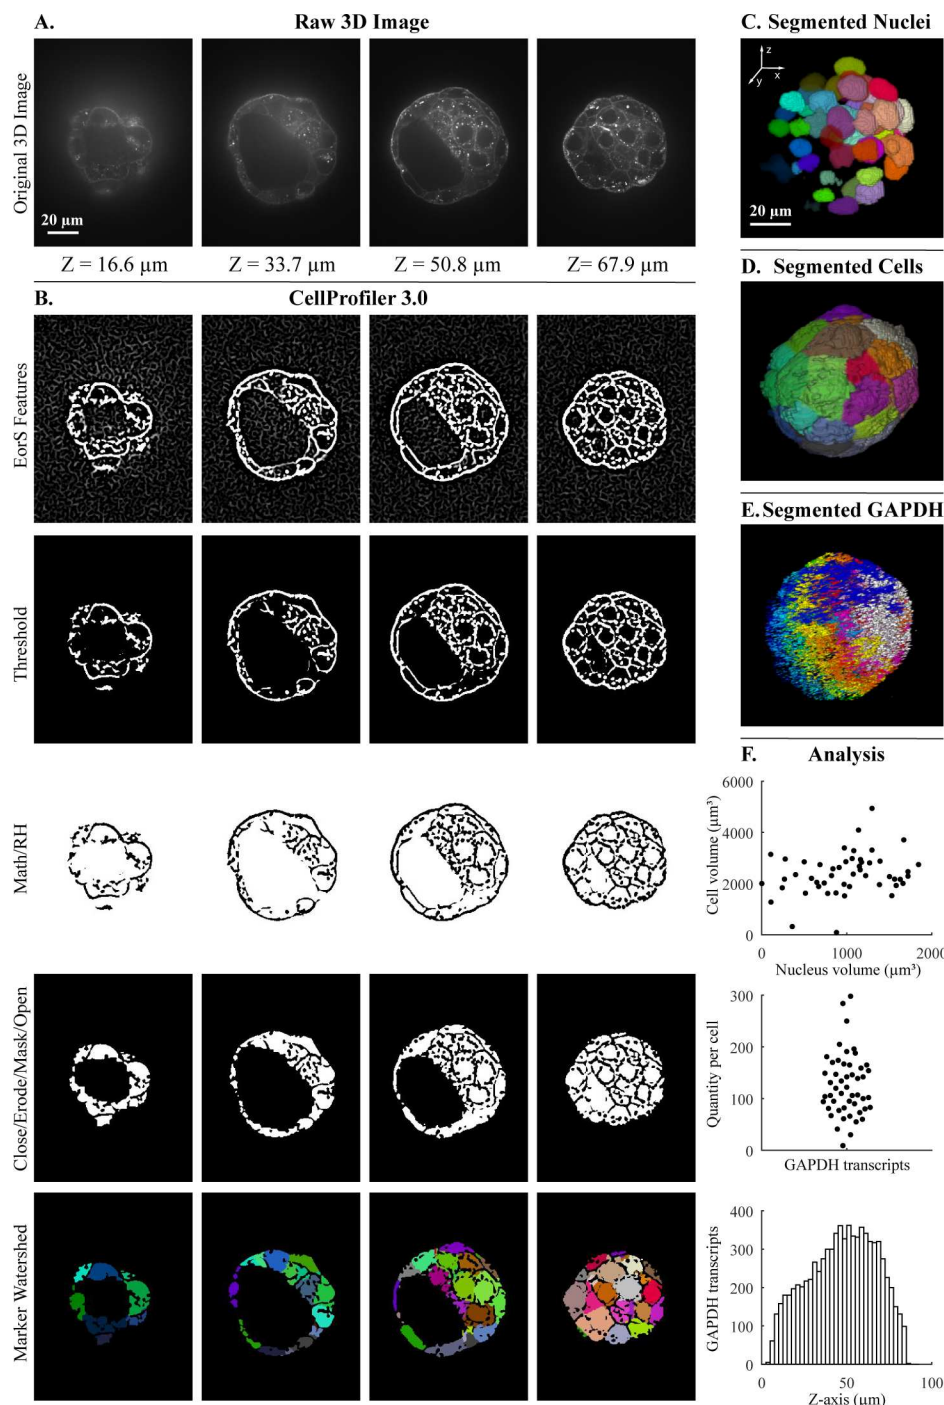 A. Raw 3D Image
Original 3D Image
20 µm
Z = 16.6 µm Z = 33.7 µm Z = 50.8 µm Z= 67.9 µm
B. CellProfiler 3.0
EorS Features
Threshold
Math/RH
Close/Erode/Mask/Open
Marker Watershed
C. Segmented Nuclei
z
x
y
20 µm
D. Segmented Cells
E. Segmented GAPDH
F. Analysis
Cell volume (µm³)
6000
4000
2000
0
0 1000 2000
Nucleus volume (µm³)
Quantity per cell
300
200
100
0
GAPDH transcripts
GAPDH transcripts
400
300
200
100
0
0 50 100
Z-axis (µm)